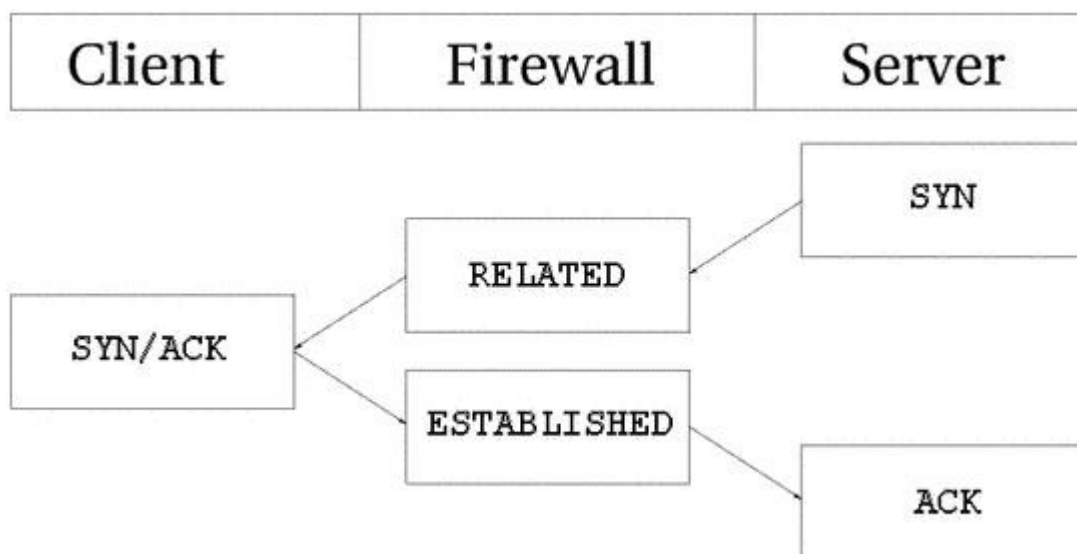 Client Firewall Server
SYN
RELATED
SYN/ACK
ESTABLISHED
ACK